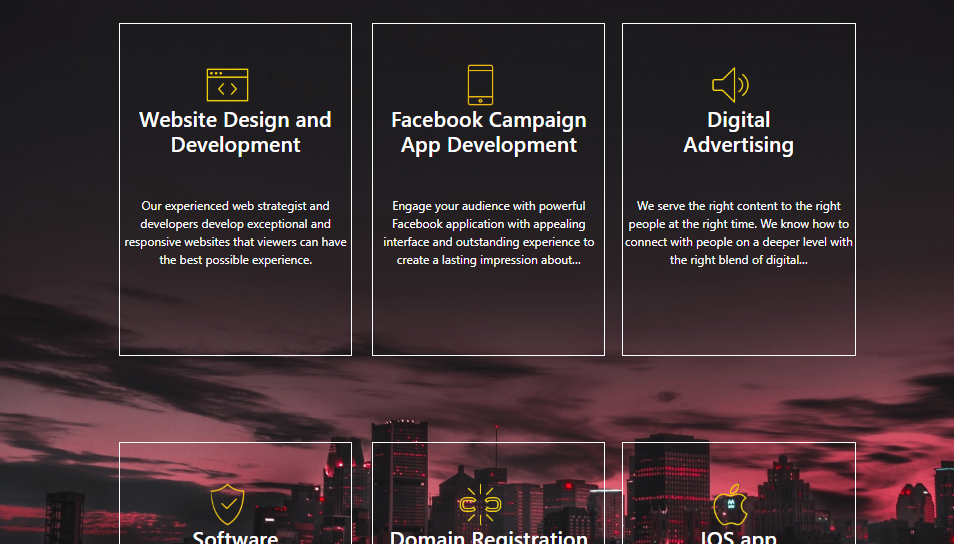 Website Design and
Development
Our experienced web strategist and
developers develop exceptional and
responsive websites that viewers can have
the best possible experience.
Facebook Campaign
App Development
Engage your audience with powerful
Facebook application with appealing
interface and outstanding experience to
create a lasting impression about...
Digital
Advertising
We serve the right content to the right
people at the right time. We know how to
connect with people on a deeper level with
the right blend of digital...
Software
Domain Registration
IOS app